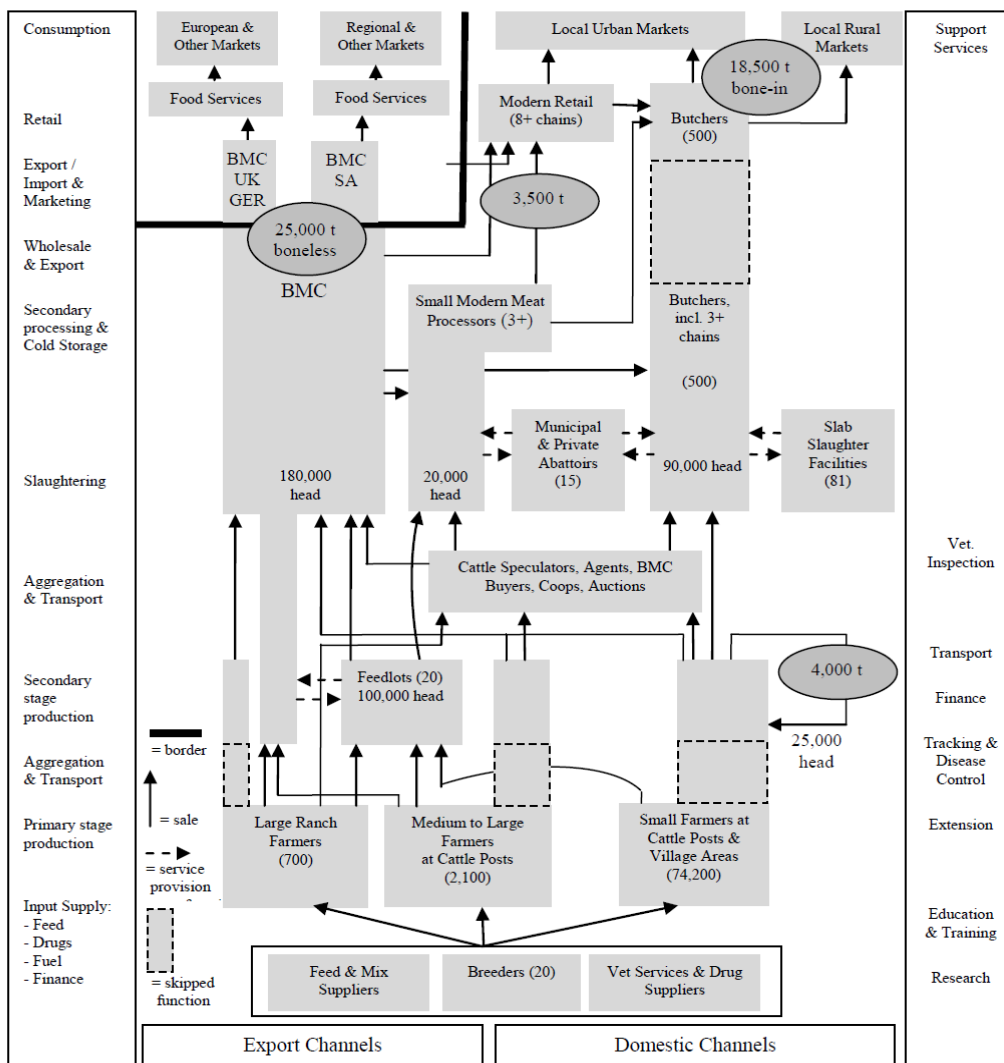 Consumption
Retail
Export /
Import &
Marketing
Wholesale
& Export
Secondary
processing &
Cold Storage
Slaughtering
Aggregation
& Transport
Secondary
stage
production
Aggregation
& Transport
Primary stage
production
Input Supply:
- Feed
- Drugs
- Fuel
- Finance
European &
Other Markets
Regional &
Other Markets
Local Urban Markets
Local Rural
Markets
18,500 t
bone-in
Food Services
Food Services
Modern Retail
(8+ chains)
Butchers
(500)
BMC
UK
GER
BMC
SA
3,500 t
25,000 t
boneless
BMC
Small Modern Meat
Processors (3+)
Butchers,
incl. 3+
chains
(500)
Municipal
& Private
Abattoirs
(15)
Slab
Slaughter
Facilities
(81)
180,000
head
20,000
head
90,000 head
Cattle Speculators, Agents, BMC
Buyers, Coops, Auctions
Feedlots (20)
100,000 head
4,000 t
25,000
head
= border
= sale
= service
provision
= skipped
function
Large Ranch
Farmers
(700)
Medium to Large
Farmers
at Cattle Posts
(2,100)
Small Farmers at
Cattle Posts &
Village Areas
(74,200)
Feed & Mix
Suppliers
Breeders (20)
Vet Services & Drug
Suppliers
Export Channels
Domestic Channels
Support
Services
Vet.
Inspection
Transport
Finance
Tracking &
Disease
Control
Extension
Education
& Training
Research